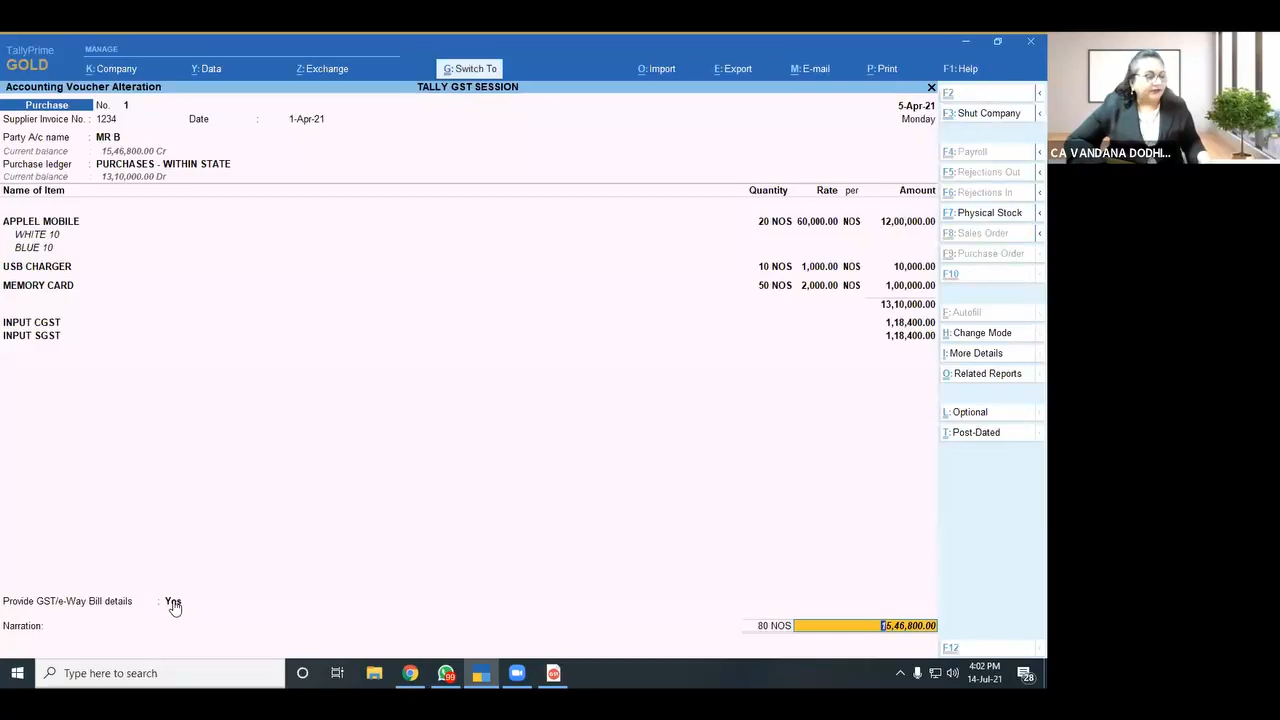 TallyPrime MANAGE
GOLD K: Company Y: Data Z: Exchange G: Switch To O: Import E: Export M: E-mail P: Print F1: Help
Accounting Voucher Alteration TALLY GST SESSION
Purchase No. 1 5-Apr-21
Supplier Invoice No. : 1234 Date : 1-Apr-21 Monday
Party A/c name : MR B
Current balance : 15,46,800.00 Cr
Purchase ledger : PURCHASES - WITHIN STATE
Current balance : 13,10,000.00 Dr
Name of Item Quantity Rate per Amount
APPLEL MOBILE 20 NOS 60,000.00 NOS 12,00,000.00
WHITE 10
BLUE 10
USB CHARGER 10 NOS 1,000.00 NOS 10,000.00
MEMORY CARD 50 NOS 2,000.00 NOS 1,00,000.00
13,10,000.00
INPUT CGST 1,18,400.00
INPUT SGST 1,18,400.00
Provide GST/e-Way Bill details : Yes
Narration: 80 NOS 15,46,800.00
F2
F3: Shut Company
F4: Payroll
F5: Rejections Out
F6: Rejections In
F7: Physical Stock
F8: Sales Order
F9: Purchase Order
F10
F: Autofill
H: Change Mode
I: More Details
O: Related Reports
L: Optional
T: Post-Dated
F12
CA VANDANA DODHI...
Type here to search
99
4:02 PM
14-Jul-21
28